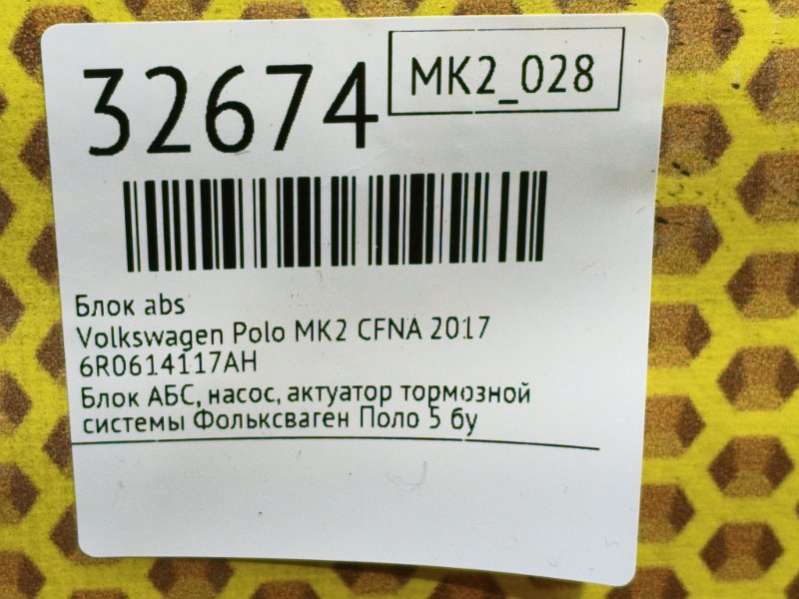 32674
MK2_028
Блок abs
Volkswagen Polo MK2 CFNA 2017
6R0614117AH
Блок АБС, насос, актуатор тормозной
системы Фольксваген Поло 5 бу